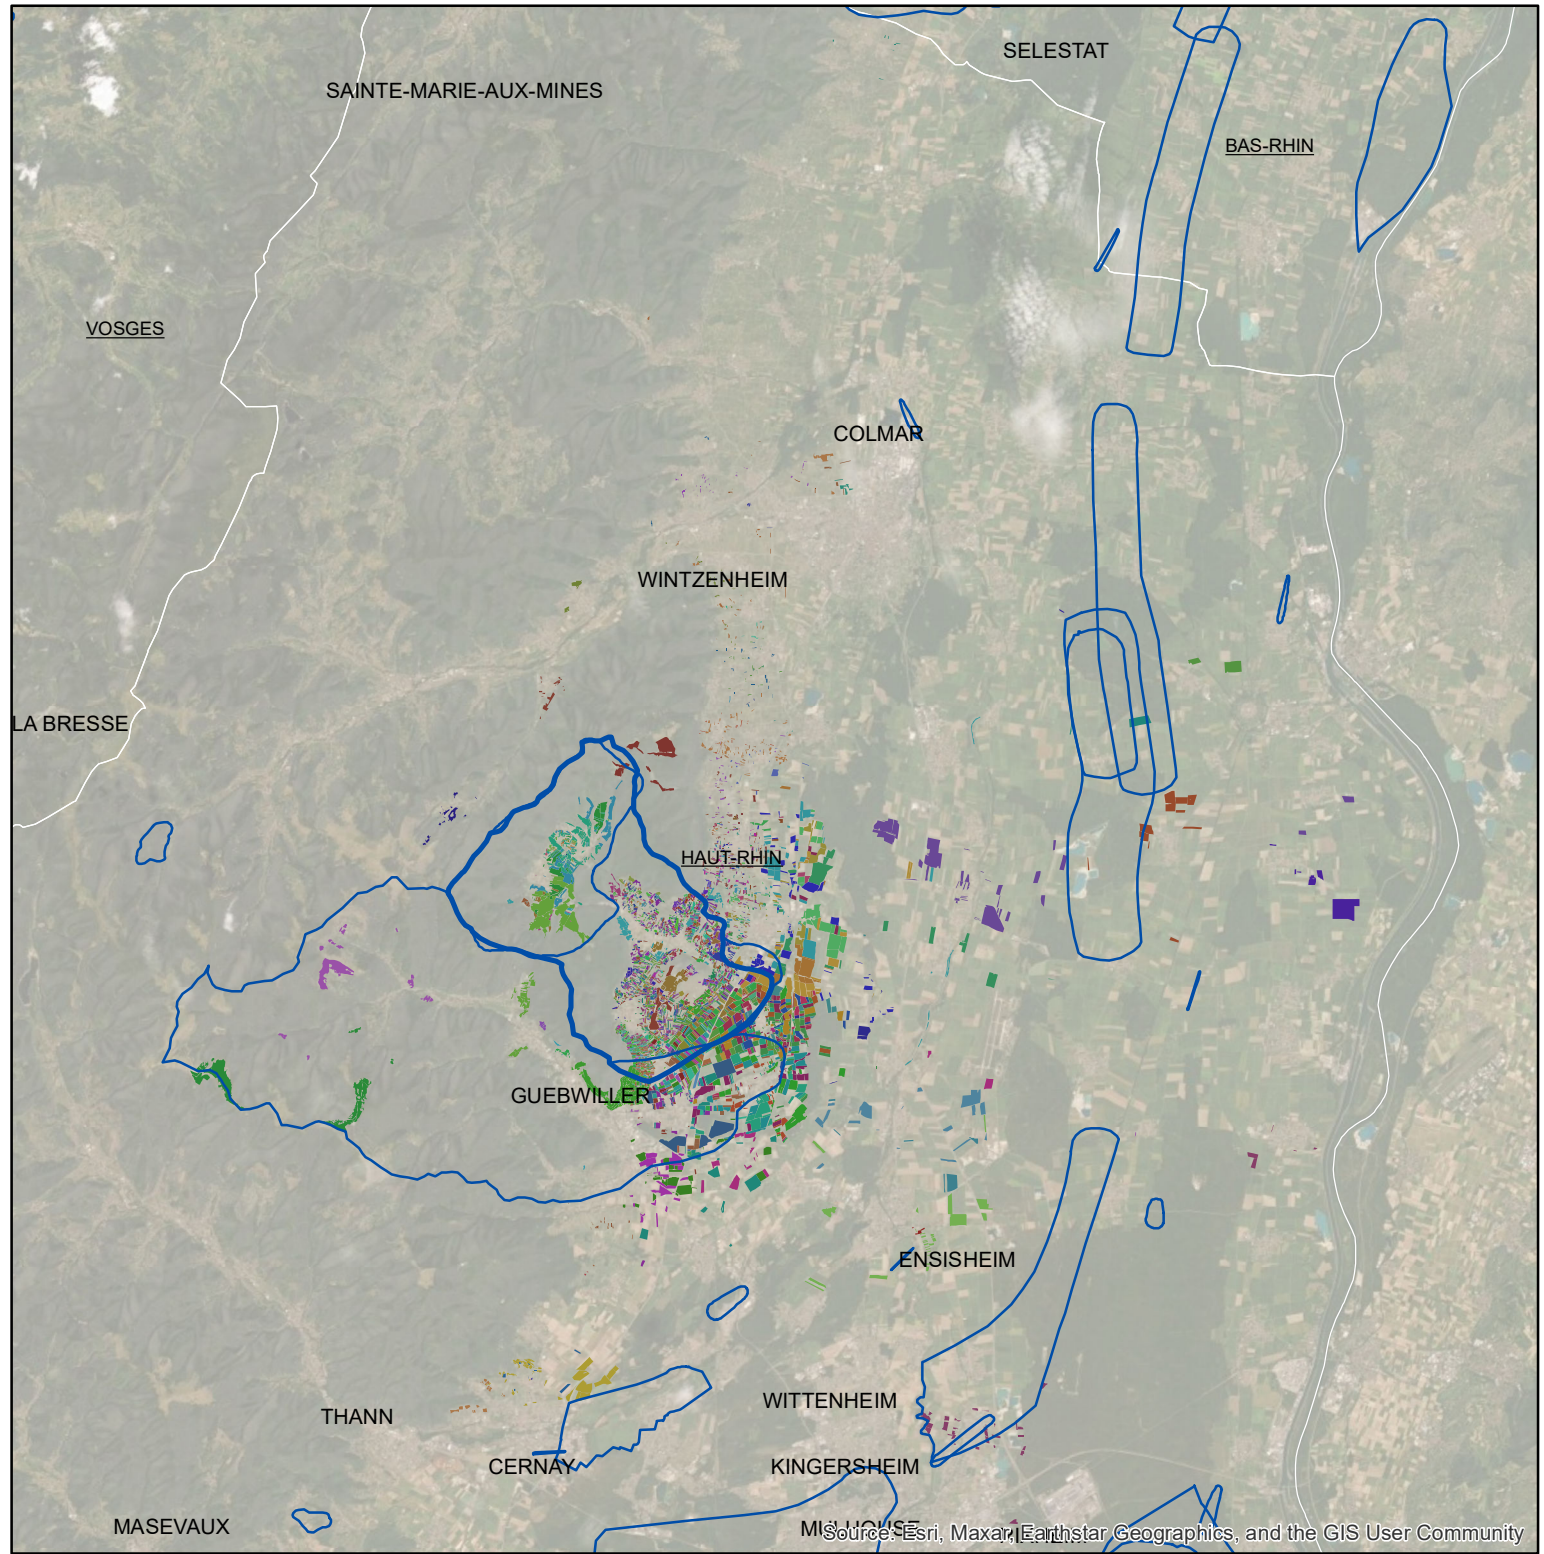 SELESTAT
SAINTE-MARIE-AUX-MINES
BAS-RHIN
VOSGES
COLMAR
WINTZENHEIM
LA BRESSE
HAUT-RHIN
GUEBWILLER
ENSISHEIM
WITTENHEIM
THANN
CERNAY
KINGERSHEIM
MASEVAUX
MULHOUSE
Source: Esri, Maxar, Earthstar Geographics, and the GIS User Community